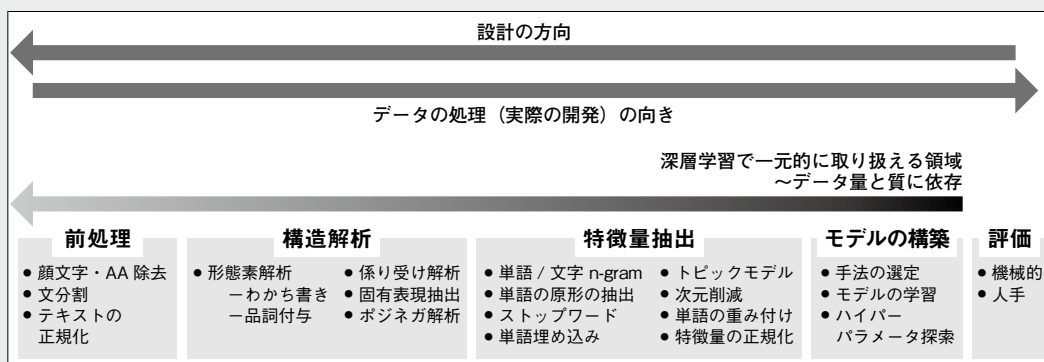 設計の方向
データの処理（実際の開発）の向き
深層学習で一元的に取り扱える領域
〜データ量と質に依存
前処理
● 顔文字・AA 除去
● 文分割
● テキストの
正規化
構造解析
● 形態素解析
−わかち書き
−品詞付与
● 係り受け解析
● 固有表現抽出
● ポジネガ解析
特徴量抽出
● 単語 / 文字 n-gram
● 単語の原形の抽出
● ストップワード
● 単語埋め込み
● トピックモデル
● 次元削減
● 単語の重み付け
● 特徴量の正規化
モデルの構築
● 手法の選定
● モデルの学習
● ハイパー
パラメータ探索
評価
● 機械的
● 人手